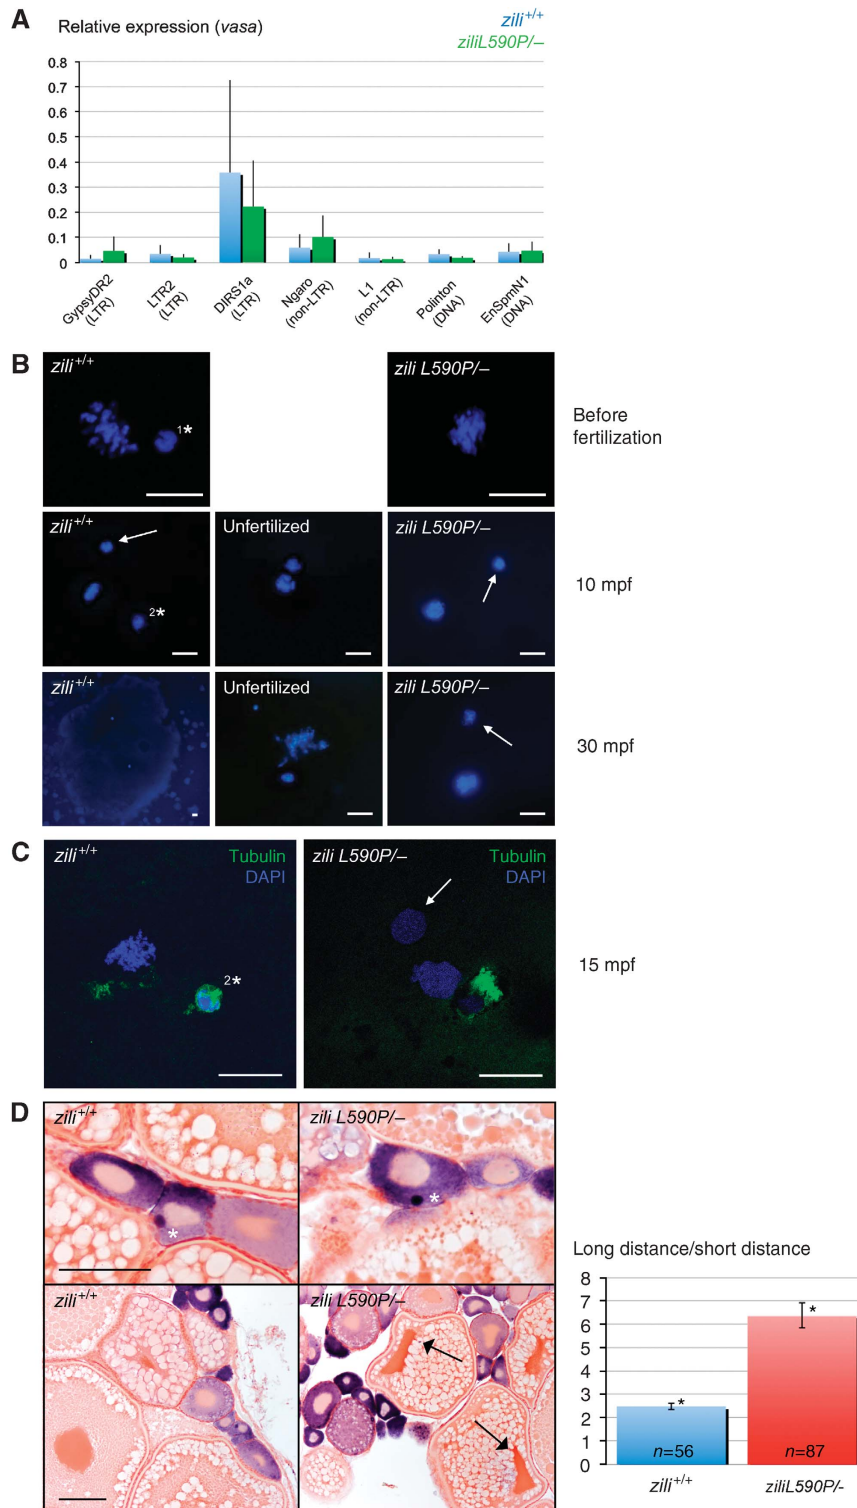 A
Relative expression (vasa)
zili+/+
ziliL590P/–
0.8
0.7
0.6
0.5
0.4
0.3
0.2
0.1
0
GypsyDR2 (LTR)
LTR2 (LTR)
DIRS1a (LTR)
Ngaro (non-LTR)
L1 (non-LTR)
Polinton (DNA)
EnSpmN1 (DNA)
B
zili+/+
1*
zili L590P/–
Before
fertilization
zili+/+
2*
Unfertilized
zili L590P/–
10 mpf
zili+/+
Unfertilized
zili L590P/–
30 mpf
C
zili+/+
Tubulin
DAPI
2*
zili L590P/–
Tubulin
DAPI
15 mpf
D
zili+/+
*
zili L590P/–
*
zili+/+
zili L590P/–
Long distance/short distance
8
7
6
5
4
3
2
1
0
*
*
n=56
n=87
zili+/+
ziliL590P/-